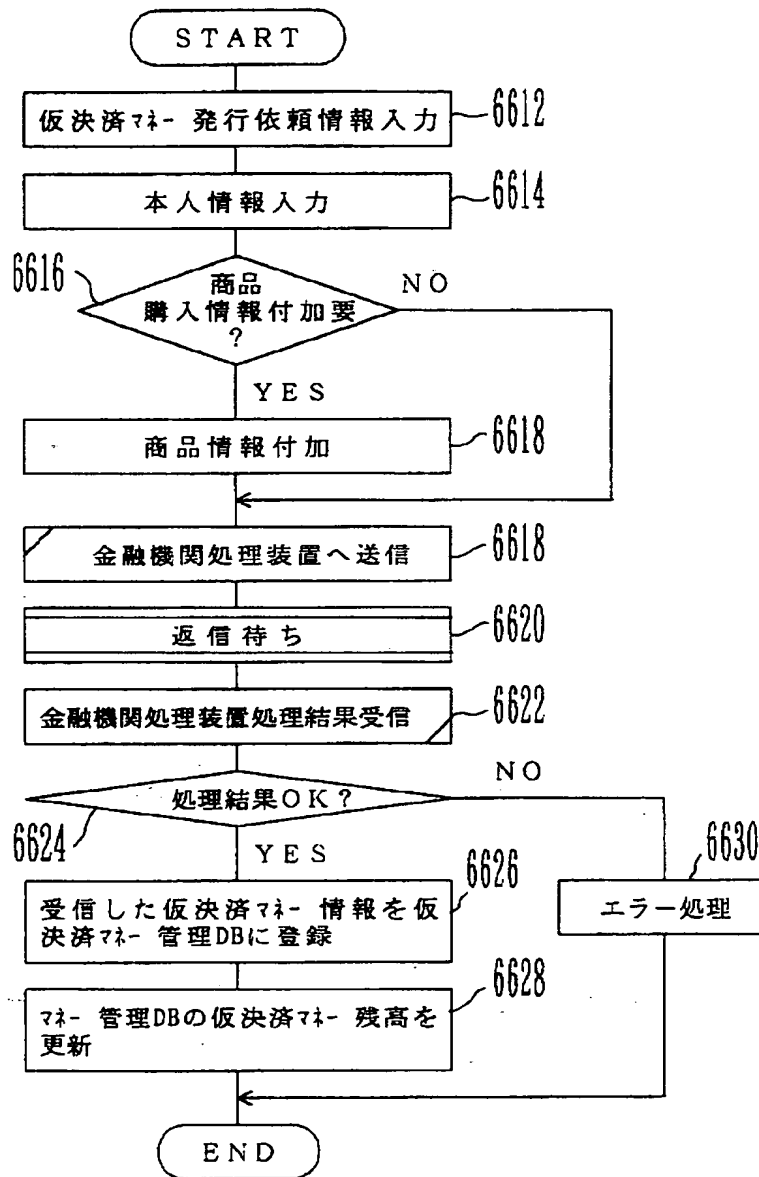 START
仮決済マネー 発行依頼情報入力
6612
本人情報入力
6614
6616
商品
購入情報付加要
?
NO
YES
商品情報付加
6618
金融機関処理装置へ送信
6618
返信待ち
6620
金融機関処理装置処理結果受信
6622
処理結果OK?
NO
6624
YES
6626
6630
受信した仮決済マネー 情報を仮
決済マネー 管理DBに登録
エラー処理
6628
マネー 管理DBの仮決済マネー 残高を
更新
END